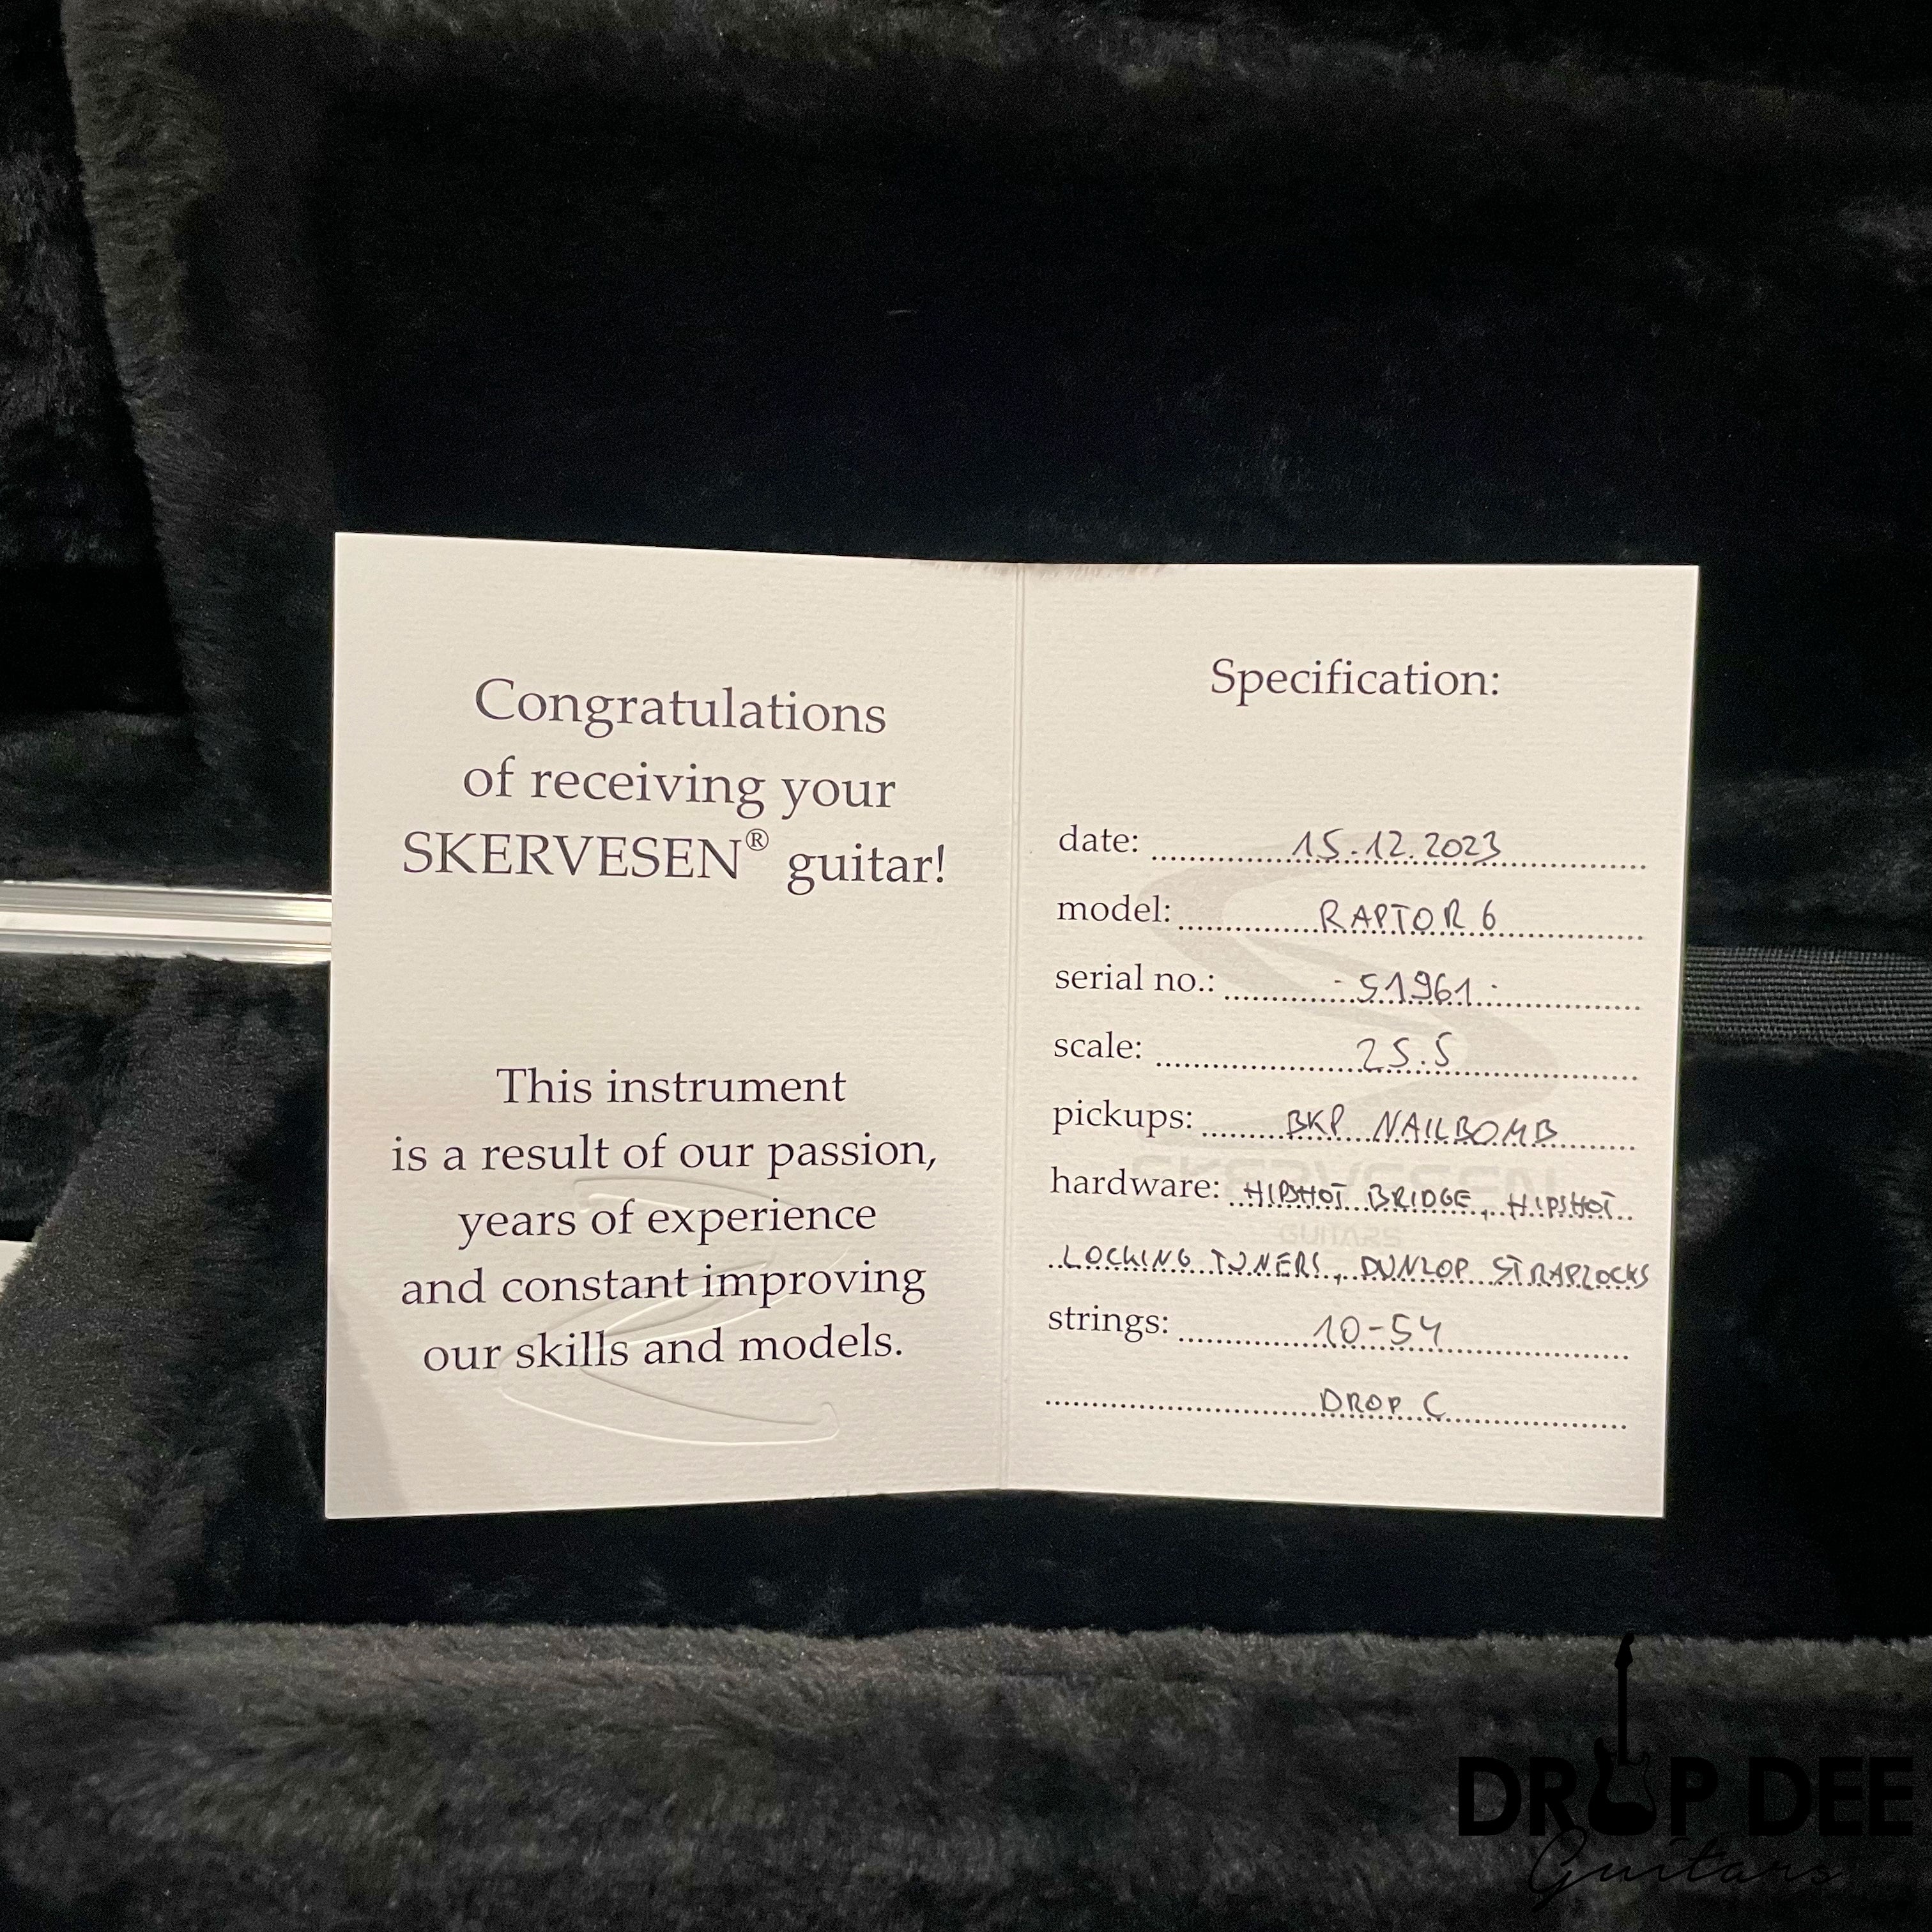 Congratulations
of receiving your
SKERVESEN® guitar!
This instrument
is a result of our passion,
years of experience
and constant improving
our skills and models.
Specification:
date: 15.12.2023
model: RAPTOR 6
serial no.: - 51961 -
scale: 25.5
pickups: BKP NAILBOMB
hardware: HIPSHOT BRIDGE, HIPSHOT
LOCKING TUNERS, DUNLOP STRAPLOCKS
strings: 10-54
DROP C
SKERVESEN
GUITARS
DROP DEE
Guitars